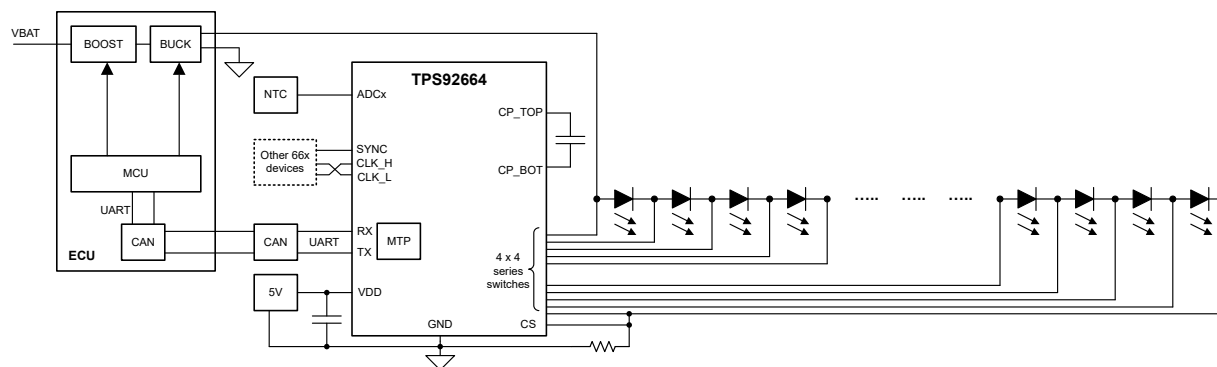 VBAT
BOOST
BUCK
MCU
UART
CAN
ECU
NTC
Other 66x
devices
CAN
UART
5V
TPS92664
ADCx
SYNC
CLK_H
CLK_L
RX
TX
MTP
VDD
GND
CP_TOP
CP_BOT
4 x 4
series
switches
CS
..... ..... .....